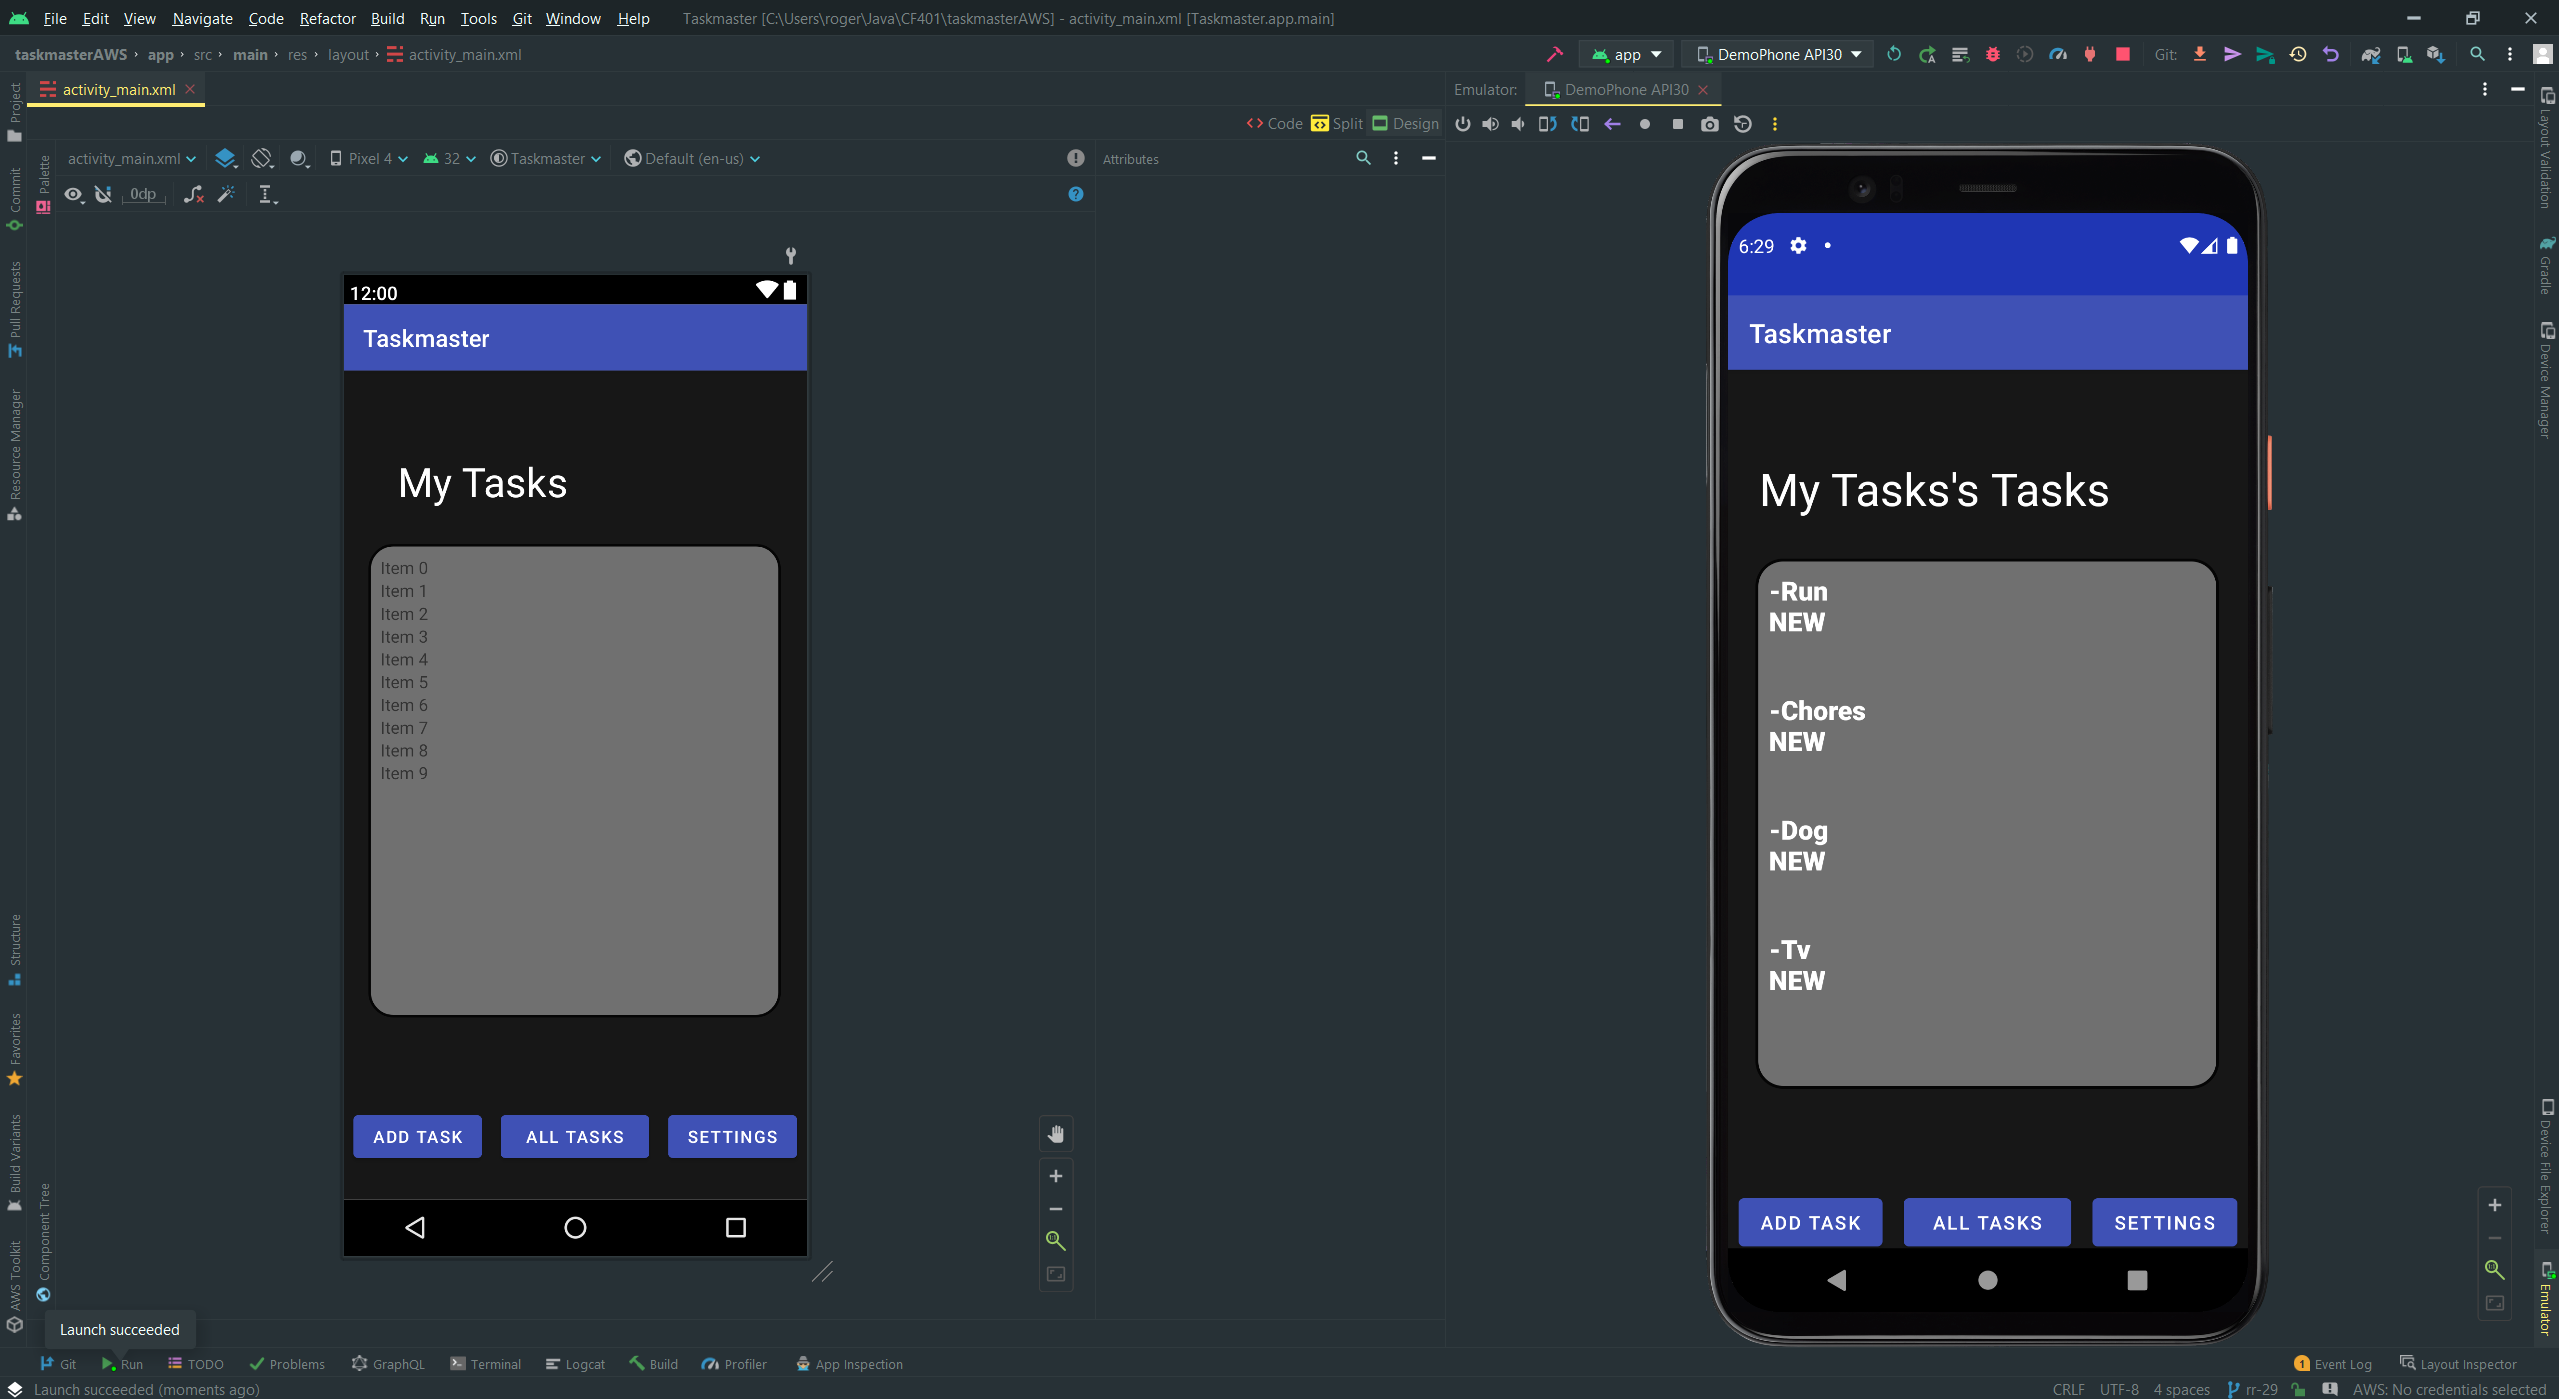 File Edit View Navigate Code Refactor Build Run Tools Git Window Help Taskmaster [C:\Users\roger\Java\CF401\taskmasterAWS] - activity_main.xml [Taskmaster.app.main]
taskmasterAWS › app › src › main › res › layout › activity_main.xml
app
DemoPhone API30
Git:
activity_main.xml
Emulator: DemoPhone API30
Code Split Design
activity_main.xml Pixel 4 32 Taskmaster Default (en-us)
Attributes
0dp
Project
Commit
Pull Requests
Resource Manager
Structure
Favorites
Build Variants
AWS Toolkit
Palette
Component Tree
12:00
Taskmaster
My Tasks
Item 0
Item 1
Item 2
Item 3
Item 4
Item 5
Item 6
Item 7
Item 8
Item 9
ADD TASK ALL TASKS SETTINGS
6:29
Taskmaster
My Tasks's Tasks
-Run
NEW
-Chores
NEW
-Dog
NEW
-Tv
NEW
ADD TASK ALL TASKS SETTINGS
Layout Validation
Gradle
Device Manager
Device File Explorer
Emulator
Launch succeeded
Git Run TODO Problems GraphQL Terminal Logcat Build Profiler App Inspection
1 Event Log Layout Inspector
Launch succeeded (moments ago)
CRLF UTF-8 4 spaces rr-29 AWS: No credentials selected